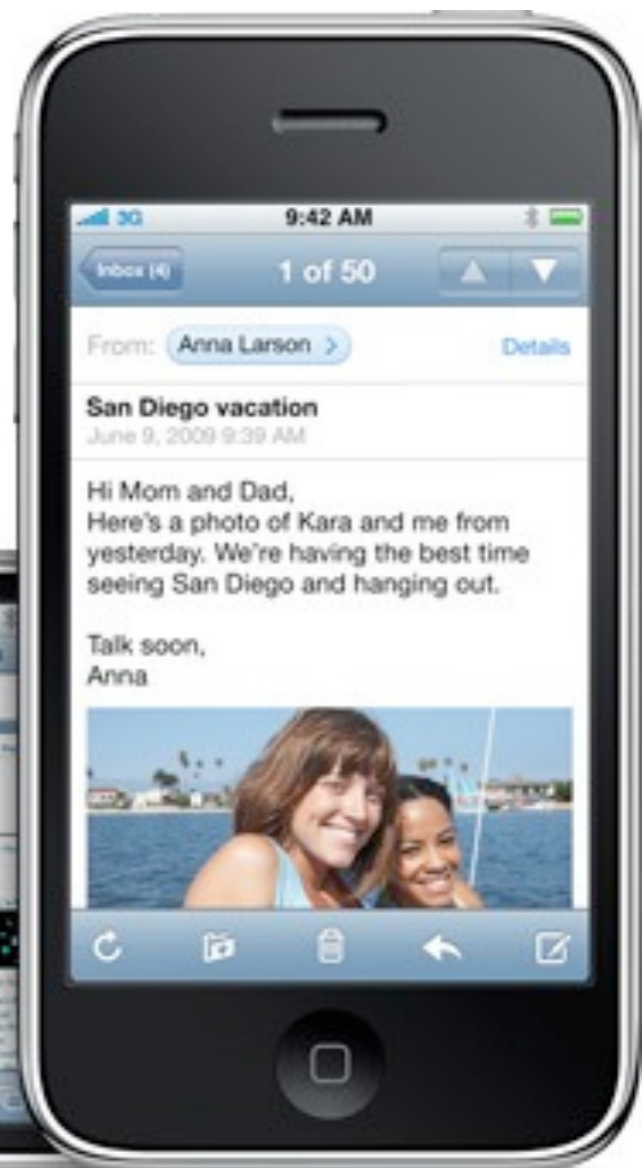 3G 9:42 AM
Inbox (4) 1 of 50
From: Anna Larson > Details
San Diego vacation
June 9, 2009 9:39 AM
Hi Mom and Dad,
Here's a photo of Kara and me from
yesterday. We're having the best time
seeing San Diego and hanging out.
Talk soon,
Anna